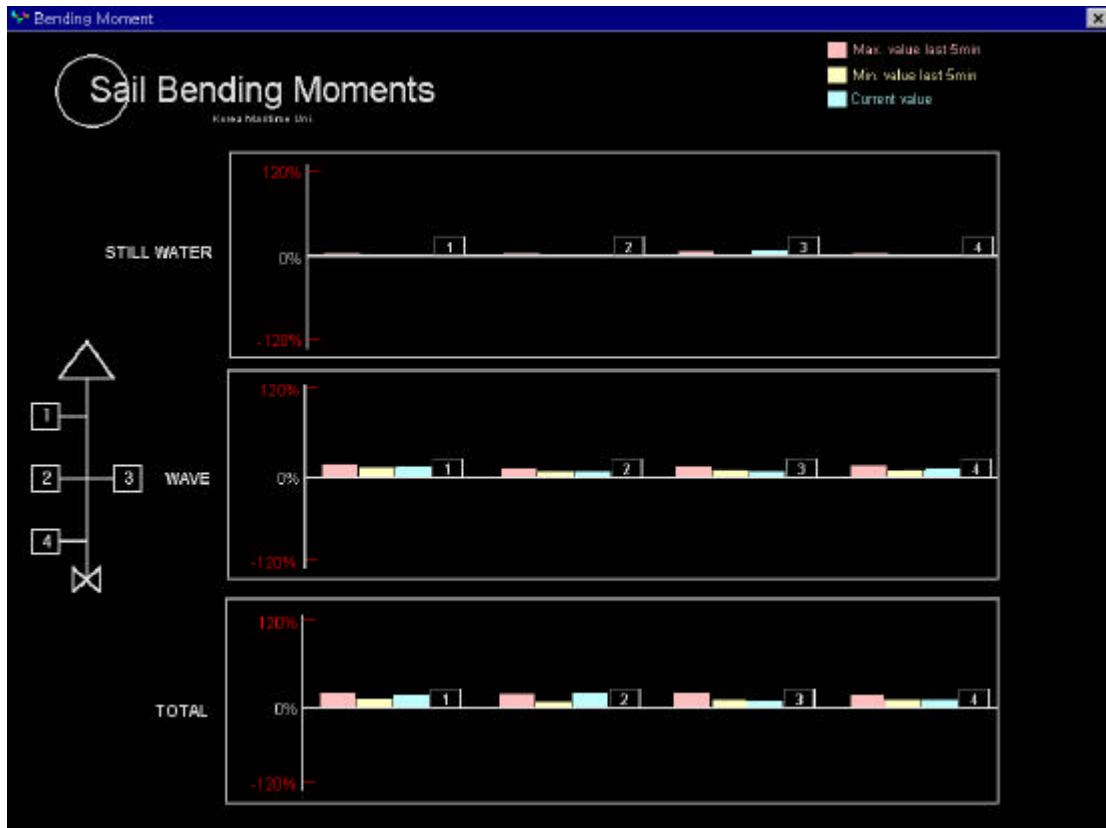 Bending Moment
Max. value last 5min
Min. value last 5min
Current value
Sail Bending Moments
Korea Maritime Uni.
120%
STILL WATER
0%
1
2
3
4
-120%
1
2
3
4
120%
WAVE
0%
1
2
3
4
-120%
120%
TOTAL
0%
1
2
3
4
-120%